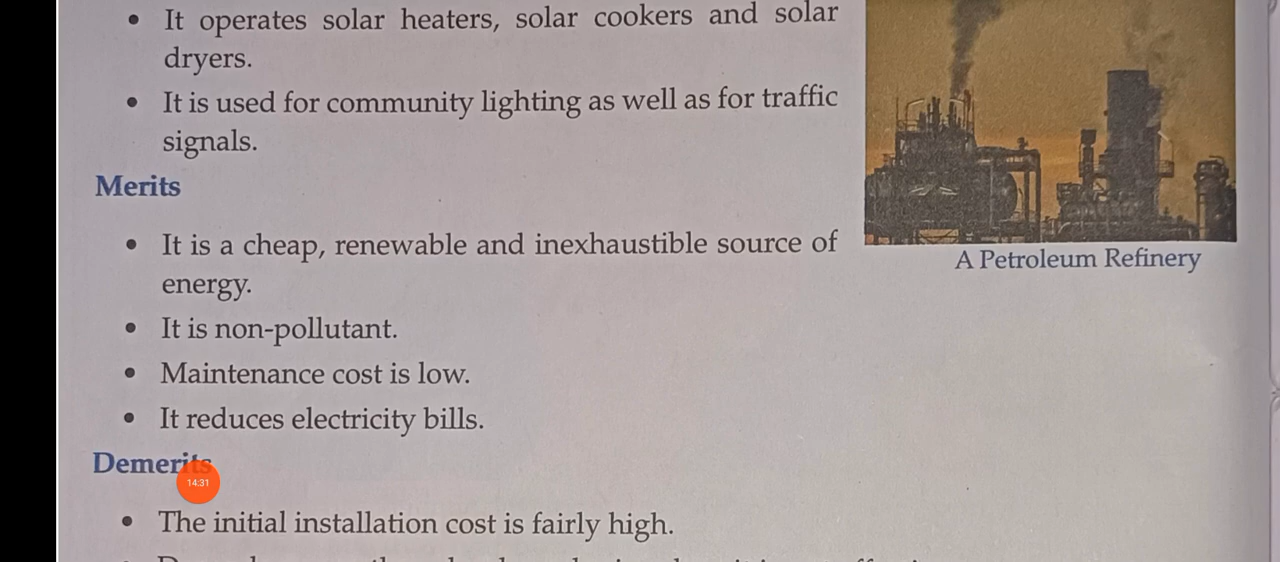 • It operates solar heaters, solar cookers and solar
dryers.
• It is used for community lighting as well as for traffic
signals.
Merits
• It is a cheap, renewable and inexhaustible source of
energy.
• It is non-pollutant.
• Maintenance cost is low.
• It reduces electricity bills.
Demerits
14:31
• The initial installation cost is fairly high.
A Petroleum Refinery